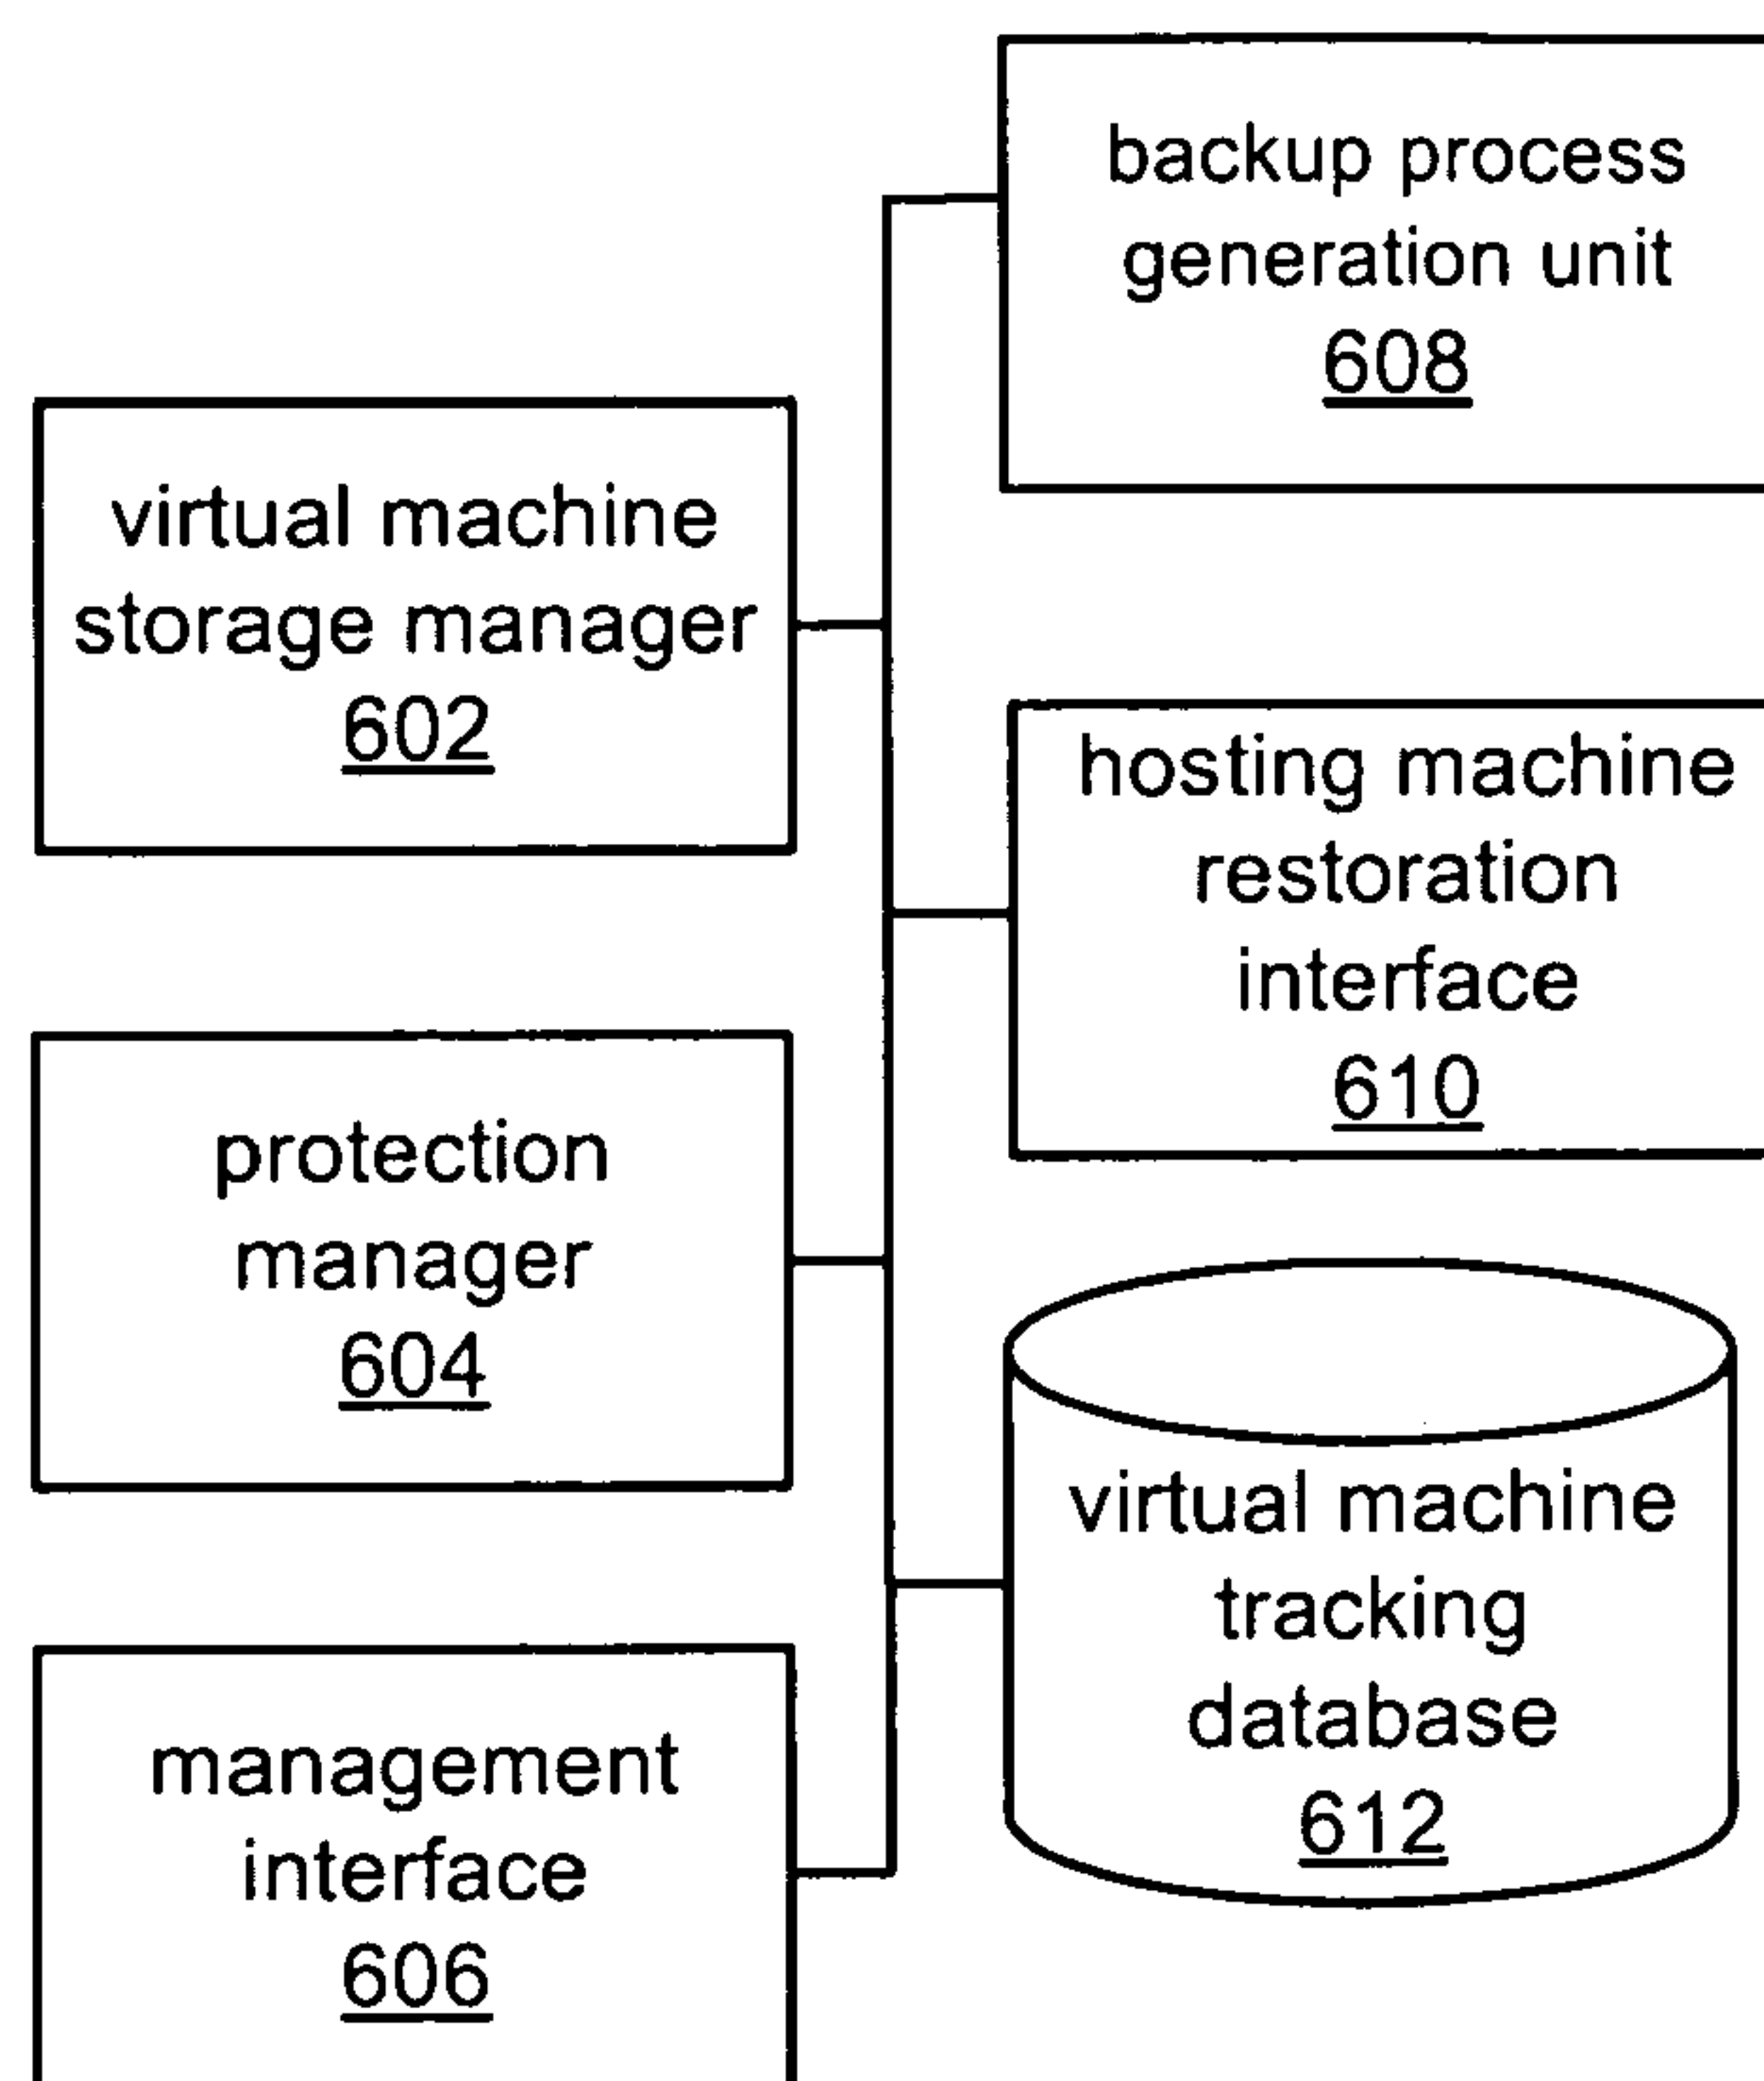 backup process
generation unit
608
virtual machine
storage manager
602
hosting machine
restoration
interface
610
protection
manager
604
virtual machine
tracking
database
612
management
interface
606